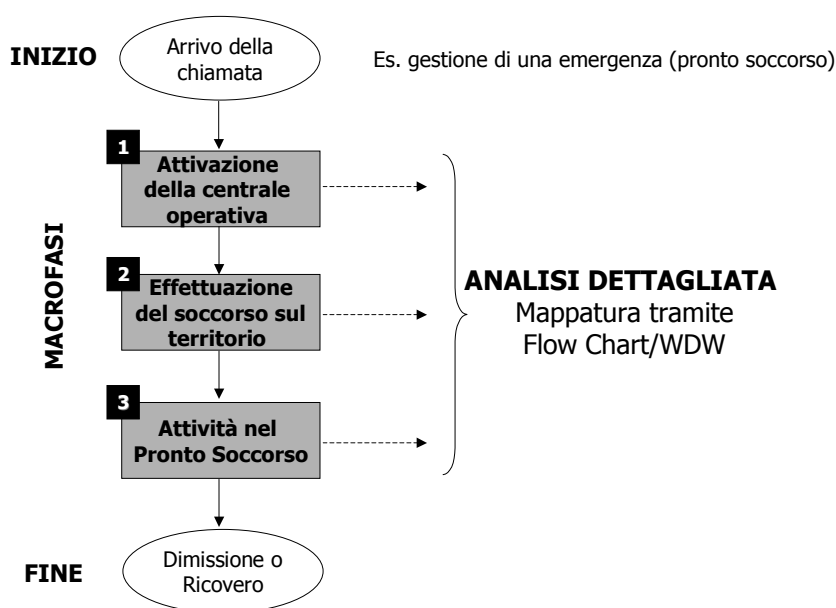 INIZIO
Arrivo della
chiamata
Es. gestione di una emergenza (pronto soccorso)
MACROFASI
1
Attivazione
della centrale
operativa
2
Effettuazione
del soccorso sul
territorio
3
Attività nel
Pronto Soccorso
ANALISI DETTAGLIATA
Mappatura tramite
Flow Chart/WDW
FINE
Dimissione o
Ricovero